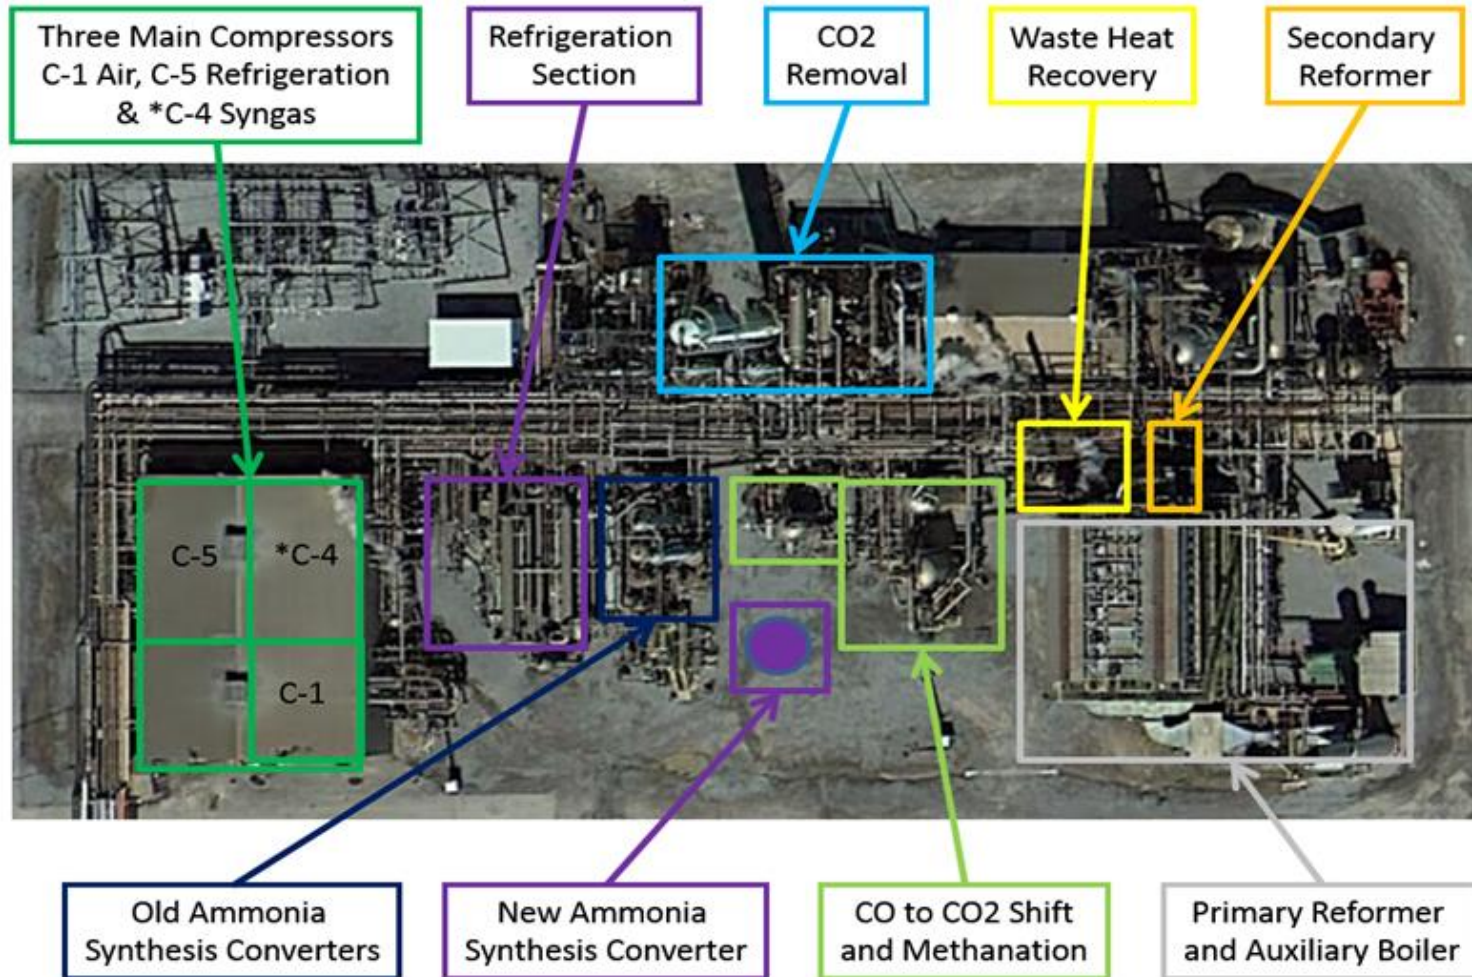 Three Main Compressors
C-1 Air, C-5 Refrigeration
& *C-4 Syngas
Refrigeration
Section
CO2
Removal
Waste Heat
Recovery
Secondary
Reformer
C-5
*C-4
C-1
Old Ammonia
Synthesis Converters
New Ammonia
Synthesis Converter
CO to CO2 Shift
and Methanation
Primary Reformer
and Auxiliary Boiler